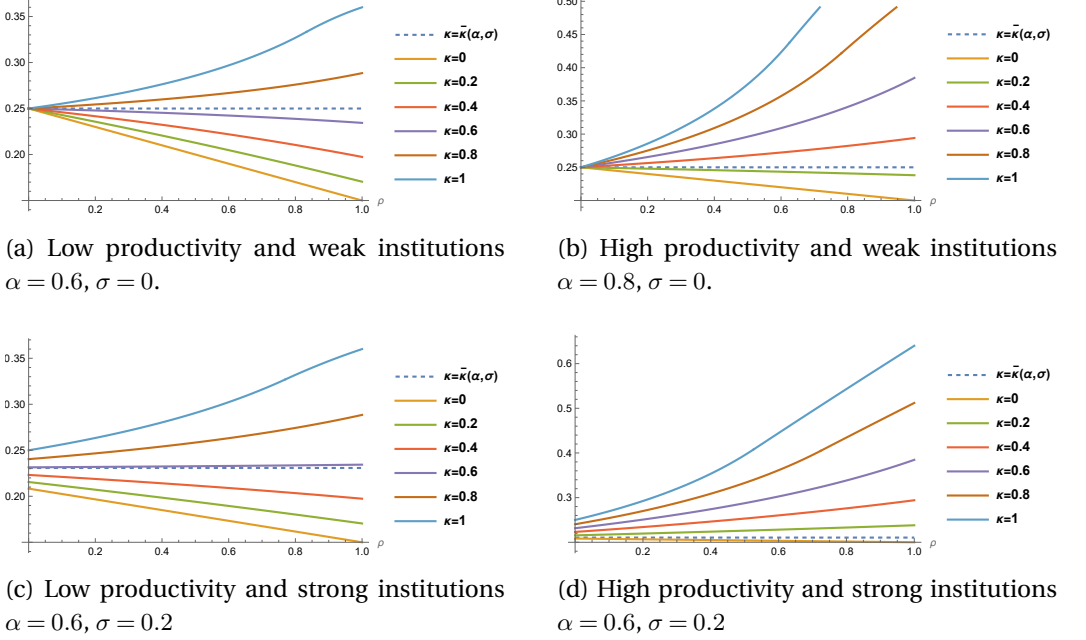 0.35
0.25
0.20
0.2 0.4 0.6 0.8 1.0 ρ
κ=κ̄(α,σ)
κ=0
κ=0.2
κ=0.4
κ=0.6
κ=0.8
κ=1
0.50
0.45
0.40
0.35
0.30
0.25
0.2 0.4 0.6 0.8 1.0 ρ
κ=κ̄(α,σ)
κ=0
κ=0.2
κ=0.4
κ=0.6
κ=0.8
κ=1
(a) Low productivity and weak institutions
α = 0.6, σ = 0.
(b) High productivity and weak institutions
α = 0.8, σ = 0.
0.35
0.30
0.25
0.20
0.2 0.4 0.6 0.8 1.0 ρ
κ=κ̄(α,σ)
κ=0
κ=0.2
κ=0.4
κ=0.6
κ=0.8
κ=1
0.6
0.5
0.4
0.3
0.2 0.4 0.6 0.8 1.0 ρ
κ=κ̄(α,σ)
κ=0
κ=0.2
κ=0.4
κ=0.6
κ=0.8
κ=1
(c) Low productivity and strong institutions
α = 0.6, σ = 0.2
(d) High productivity and strong institutions
α = 0.6, σ = 0.2